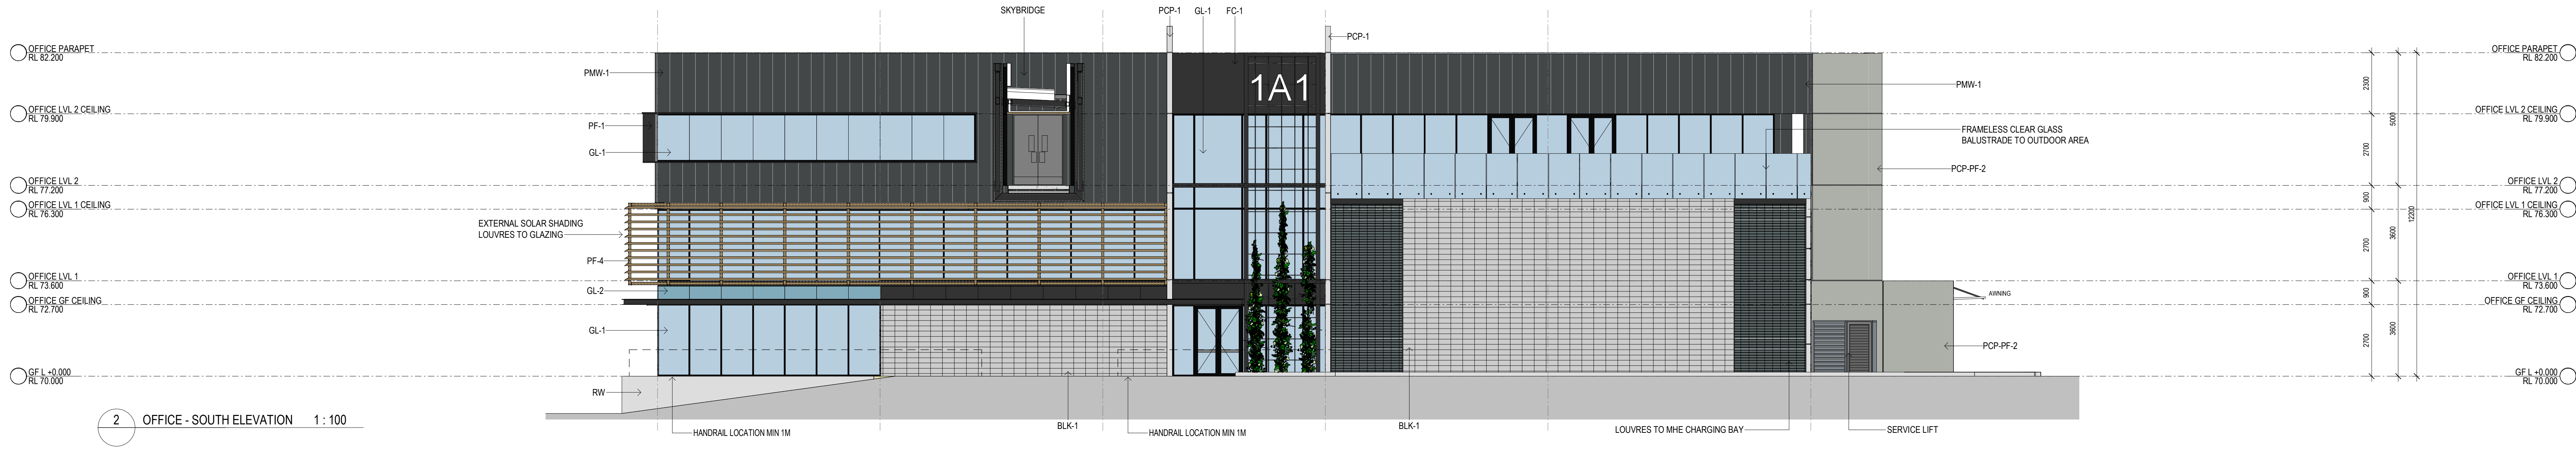 SKYBRIDGE
PCP-1
GL-1
FC-1
PCP-1
OFFICE PARAPET
RL 82.200
OFFICE PARAPET
RL 82.200
PMW-1
1A1
PMW-1
2300
OFFICE LVL 2 CEILING
RL 79.900
OFFICE LVL 2 CEILING
RL 79.900
PF-1
GL-1
FRAMELESS CLEAR GLASS
BALUSTRADE TO OUTDOOR AREA
5000
2700
PCP-PF-2
OFFICE LVL 2
RL 77.200
OFFICE LVL 2
RL 77.200
900
OFFICE LVL 1 CEILING
RL 76.300
OFFICE LVL 1 CEILING
RL 76.300
12200
EXTERNAL SOLAR SHADING
LOUVRES TO GLAZING
3600
2700
PF-4
OFFICE LVL 1
RL 73.600
OFFICE LVL 1
RL 73.600
GL-2
AWNING
900
OFFICE GF CEILING
RL 72.700
OFFICE GF CEILING
RL 72.700
GL-1
3600
2700
PCP-PF-2
GF L +0.000
RL 70.000
GF L +0.000
RL 70.000
RW
2
OFFICE - SOUTH ELEVATION
1 : 100
HANDRAIL LOCATION MIN 1M
BLK-1
HANDRAIL LOCATION MIN 1M
BLK-1
LOUVRES TO MHE CHARGING BAY
SERVICE LIFT